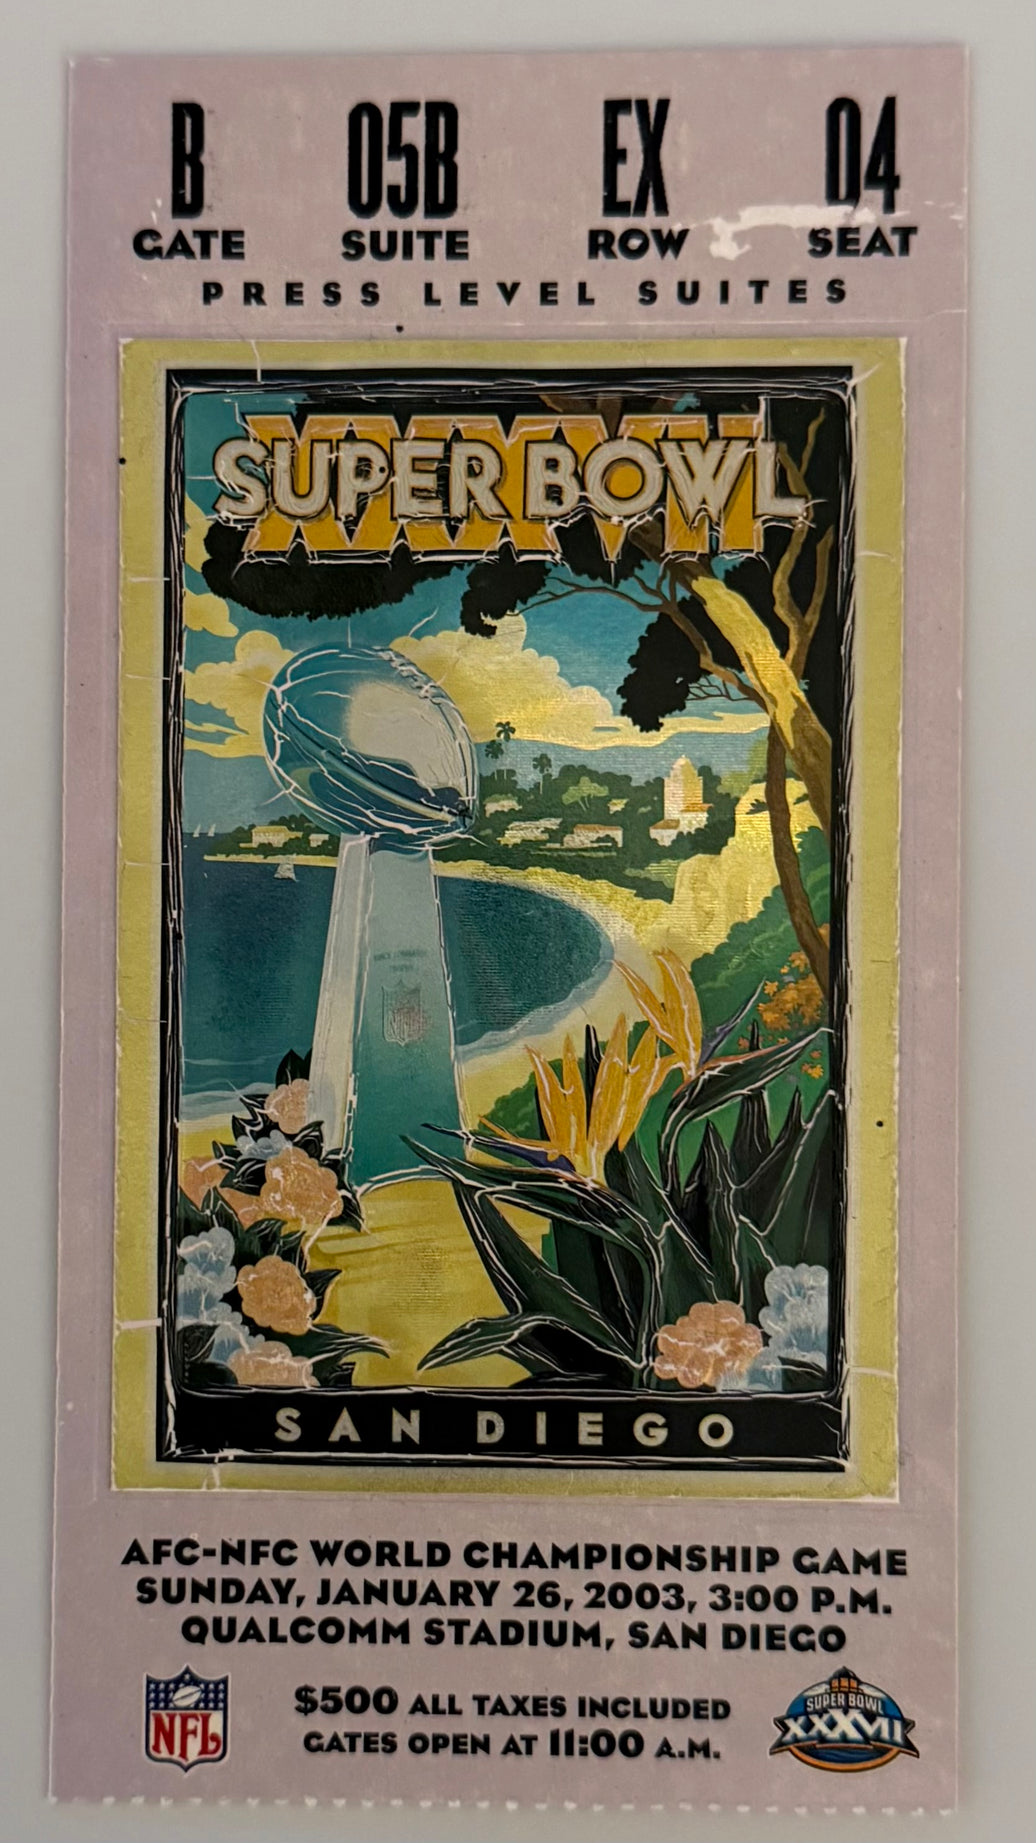 B 05B EX 04
GATE SUITE ROW SEAT
PRESS LEVEL SUITES
XXXVII
SUPER BOWL
NFL
SAN DIEGO
AFC-NFC WORLD CHAMPIONSHIP GAME
SUNDAY, JANUARY 26, 2003, 3:00 P.M.
QUALCOMM STADIUM, SAN DIEGO
NFL
$500 ALL TAXES INCLUDED
GATES OPEN AT 11:00 A.M.
SUPER BOWL
XXXVII